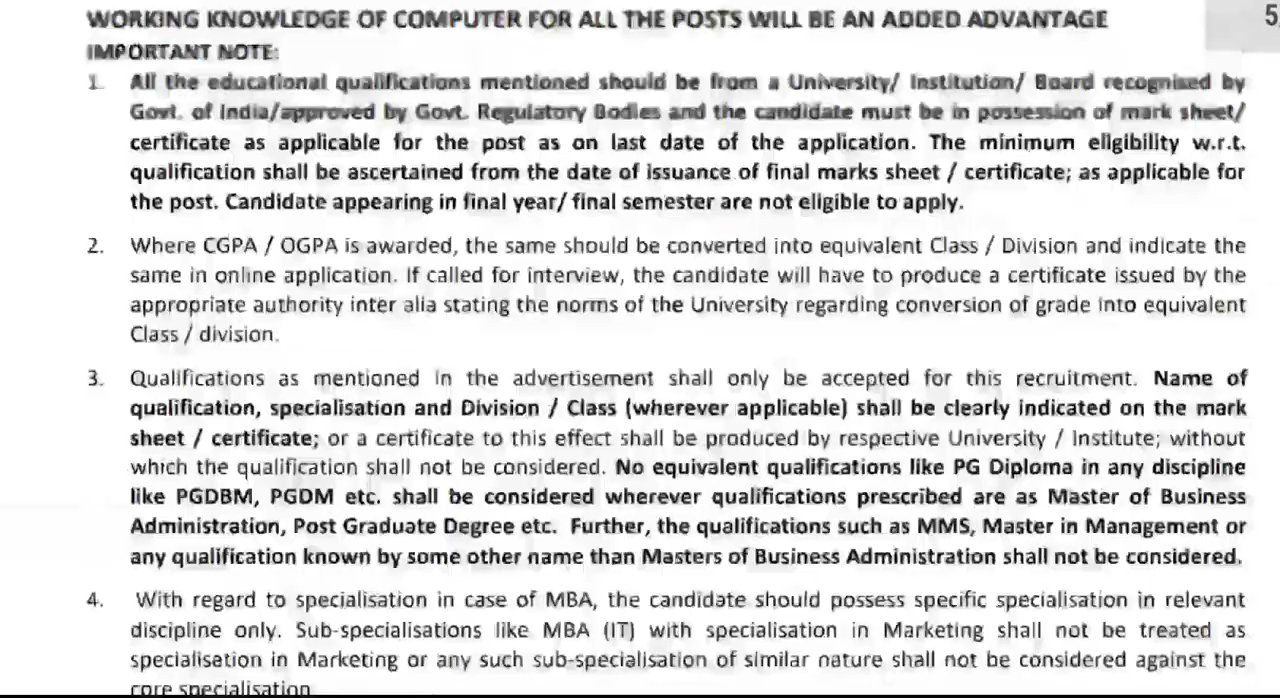 WORKING KNOWLEDGE OF COMPUTER FOR ALL THE POSTS WILL BE AN ADDED ADVANTAGE
5
IMPORTANT NOTE:
1. All the educational qualifications mentioned should be from a University/ Institution/ Board recognised by
Govt. of India/approved by Govt. Regulatory Bodies and the candidate must be in possession of mark sheet/
certificate as applicable for the post as on last date of the application. The minimum eligibility w.r.t.
qualification shall be ascertained from the date of issuance of final marks sheet / certificate; as applicable for
the post. Candidate appearing in final year/ final semester are not eligible to apply.
2. Where CGPA / OGPA is awarded, the same should be converted into equivalent Class / Division and indicate the
same in online application. If called for interview, the candidate will have to produce a certificate issued by the
appropriate authority inter alia stating the norms of the University regarding conversion of grade into equivalent
Class / division.
3. Qualifications as mentioned in the advertisement shall only be accepted for this recruitment. Name of
qualification, specialisation and Division / Class (wherever applicable) shall be clearly indicated on the mark
sheet / certificate; or a certificate to this effect shall be produced by respective University / Institute; without
which the qualification shall not be considered. No equivalent qualifications like PG Diploma in any discipline
like PGDBM, PGDM etc. shall be considered wherever qualifications prescribed are as Master of Business
Administration, Post Graduate Degree etc. Further, the qualifications such as MMS, Master in Management or
any qualification known by some other name than Masters of Business Administration shall not be considered.
4. With regard to specialisation in case of MBA, the candidate should possess specific specialisation in relevant
discipline only. Sub-specialisations like MBA (IT) with specialisation in Marketing shall not be treated as
specialisation in Marketing or any such sub-specialisation of similar nature shall not be considered against the
core specialisation